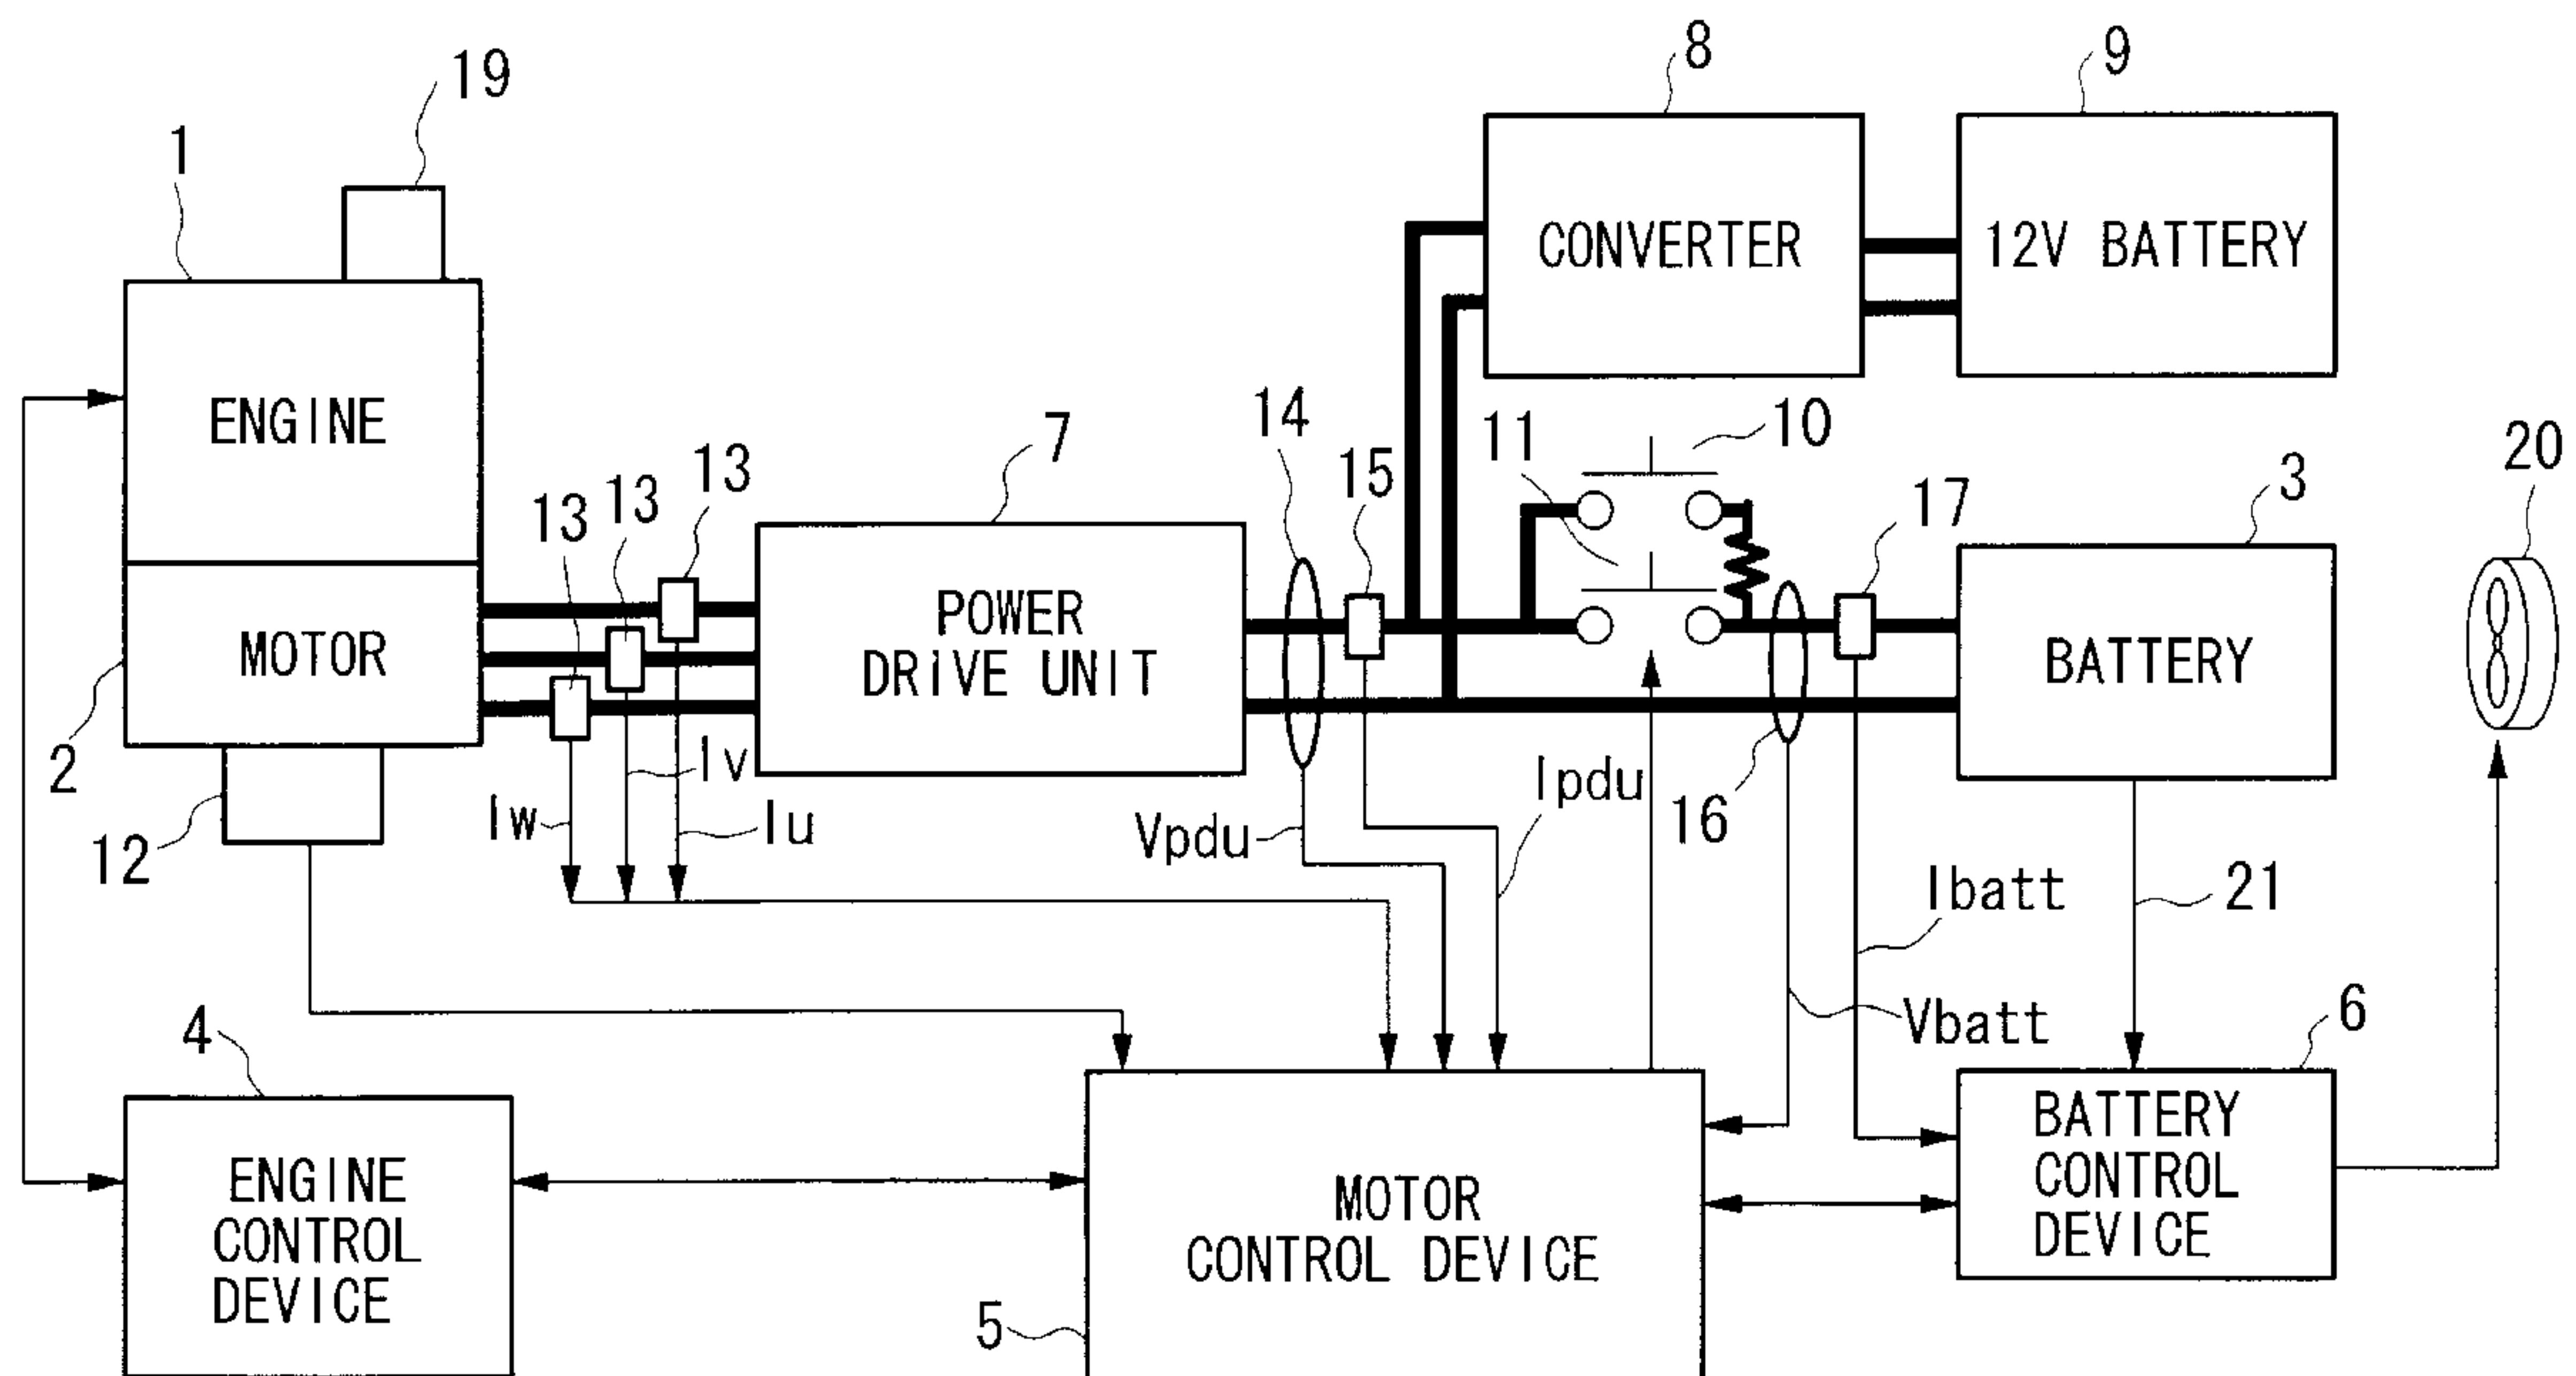 19
1
8
9
CONVERTER
12V BATTERY
ENGINE
13
13
13
7
14
15
11
10
17
3
20
MOTOR
POWER
DRIVE UNIT
BATTERY
2
12
Iw
Iv
Iu
Vpdu
Ipdu
16
Ibatt
21
Vbatt
4
6
ENGINE
CONTROL
DEVICE
5
MOTOR
CONTROL DEVICE
BATTERY
CONTROL
DEVICE